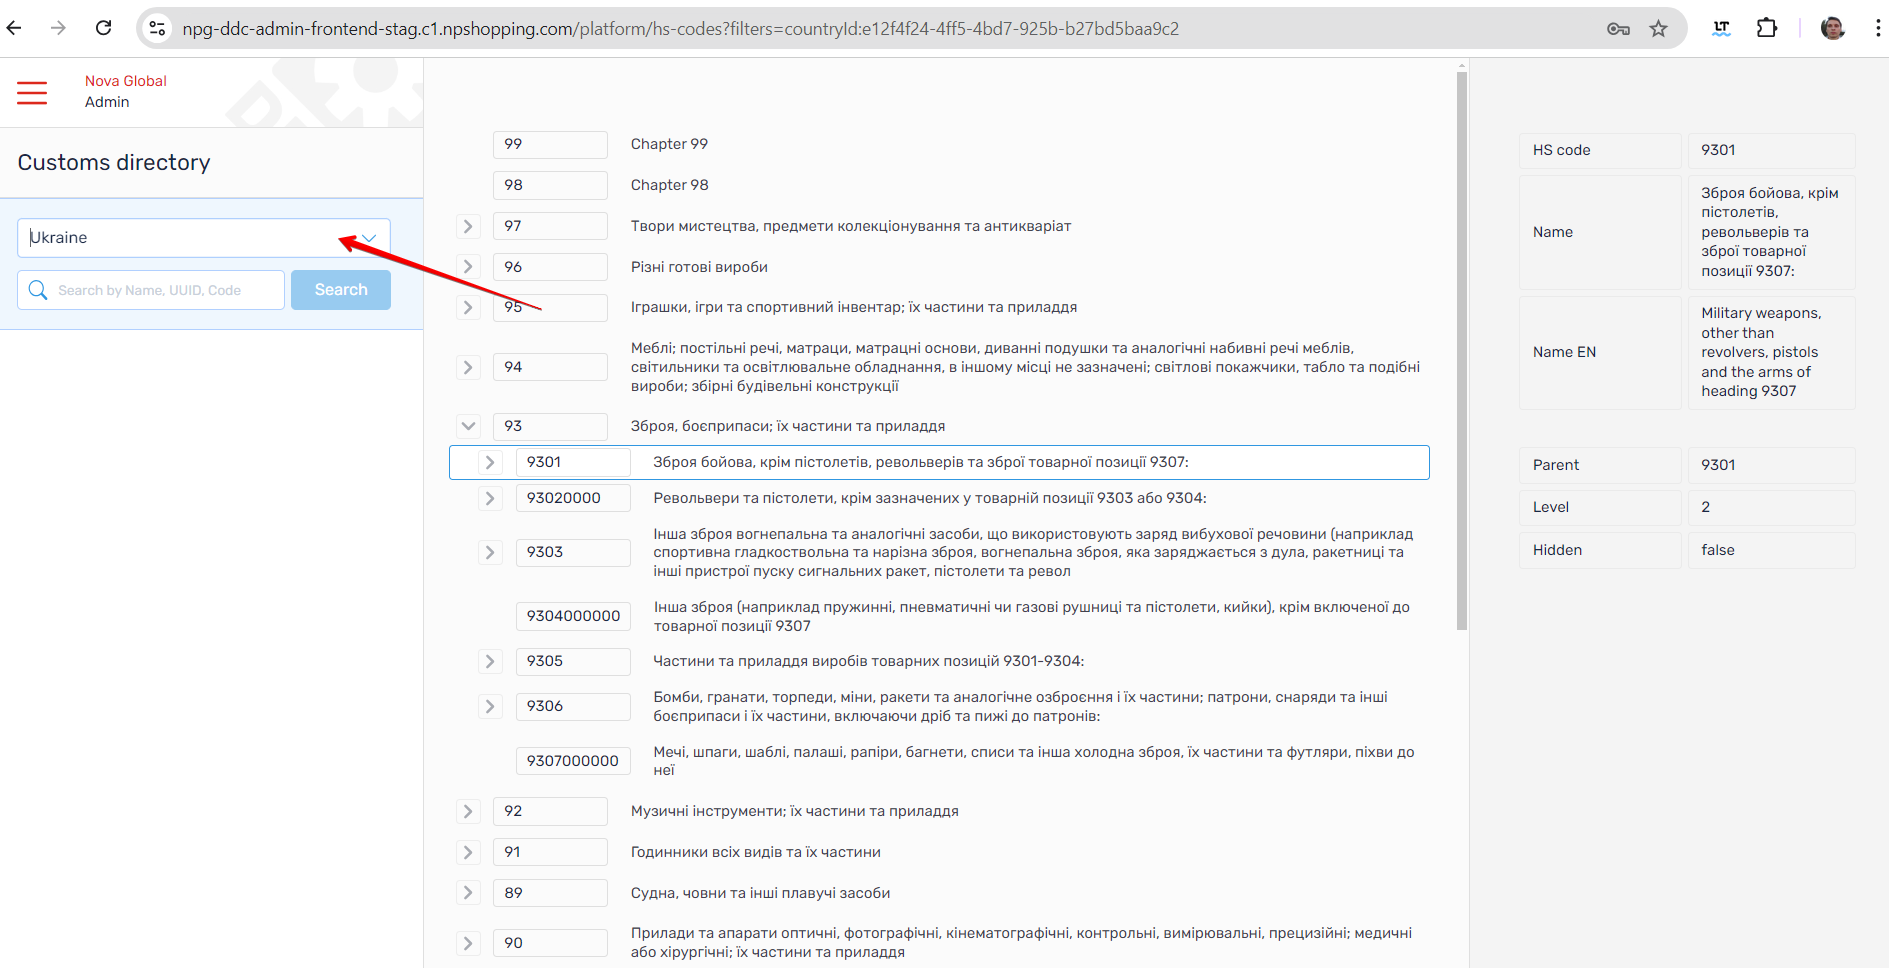 npg-ddc-admin-frontend-stag.c1.npshopping.com/platform/hs-codes?filters=countryId:e12f4f24-4ff5-4bd7-925b-b27bd5baa9c2
LT
Nova Global
Admin
Customs directory
Ukraine
Search by Name, UUID, Code
Search
99
Chapter 99
98
Chapter 98
97
Твори мистецтва, предмети колекціонування та антикваріат
96
Різні готові вироби
95
Іграшки, ігри та спортивний інвентар; їх частини та приладдя
94
Меблі; постільні речі, матраци, матрацні основи, диванні подушки та аналогічні набивні речі меблів,
світильники та освітлювальне обладнання, в іншому місці не зазначені; світлові покажчики, табло та подібні
вироби; збірні будівельні конструкції
93
Зброя, боєприпаси; їх частини та приладдя
9301
Зброя бойова, крім пістолетів, револьверів та зброї товарної позиції 9307:
93020000
Револьвери та пістолети, крім зазначених у товарній позиції 9303 або 9304:
9303
Інша зброя вогнепальна та аналогічні засоби, що використовують заряд вибухової речовини (наприклад
спортивна гладкоствольна та нарізна зброя, вогнепальна зброя, яка заряджається з дула, ракетниці та
інші пристрої пуску сигнальних ракет, пістолети та револ
9304000000
Інша зброя (наприклад пружинні, пневматичні чи газові рушниці та пістолети, кийки), крім включеної до
товарної позиції 9307
9305
Частини та приладдя виробів товарних позицій 9301-9304:
9306
Бомби, гранати, торпеди, міни, ракети та аналогічне озброєння і їх частини; патрони, снаряди та інші
боєприпаси і їх частини, включаючи дріб та пижі до патронів:
9307000000
Мечі, шпаги, шаблі, палаші, рапіри, багнети, списи та інша холодна зброя, їх частини та футляри, піхви до
неї
92
Музичні інструменти; їх частини та приладдя
91
Годинники всіх видів та їх частини
89
Судна, човни та інші плавучі засоби
90
Прилади та апарати оптичні, фотографічні, кінематографічні, контрольні, вимірювальні, прецизійні; медичні
або хірургічні; їх частини та приладдя
HS code
9301
Name
Зброя бойова, крім
пістолетів,
револьверів та
зброї товарної
позиції 9307:
Name EN
Military weapons,
other than
revolvers, pistols
and the arms of
heading 9307
Parent
9301
Level
2
Hidden
false